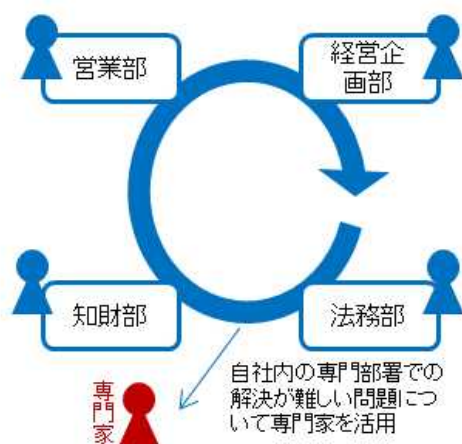 営業部
経営企
画部
知財部
法務部
専門家
自社内の専門部署での
解決が難しい問題につ
いて専門家を活用